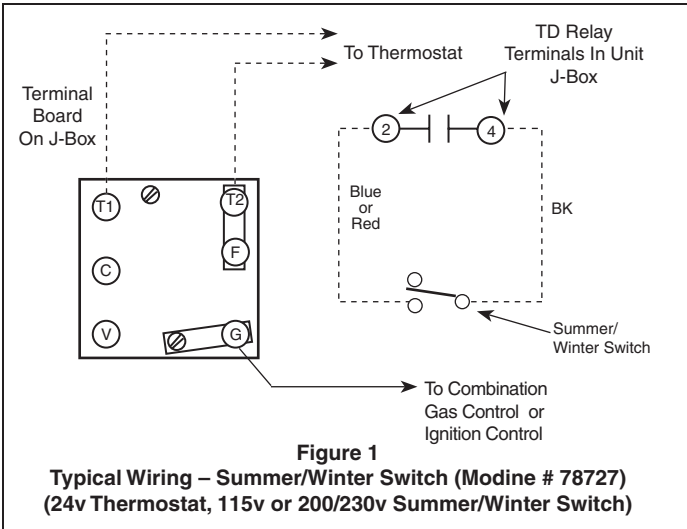 To Thermostat
TD Relay
Terminals In Unit
J-Box
Terminal
Board
On J-Box
2
4
T1
T2
Blue
or
Red
BK
F
C
V
G
Summer/
Winter Switch
To Combination
Gas Control or
Ignition Control
Figure 1
Typical Wiring – Summer/Winter Switch (Modine # 78727)
(24v Thermostat, 115v or 200/230v Summer/Winter Switch)